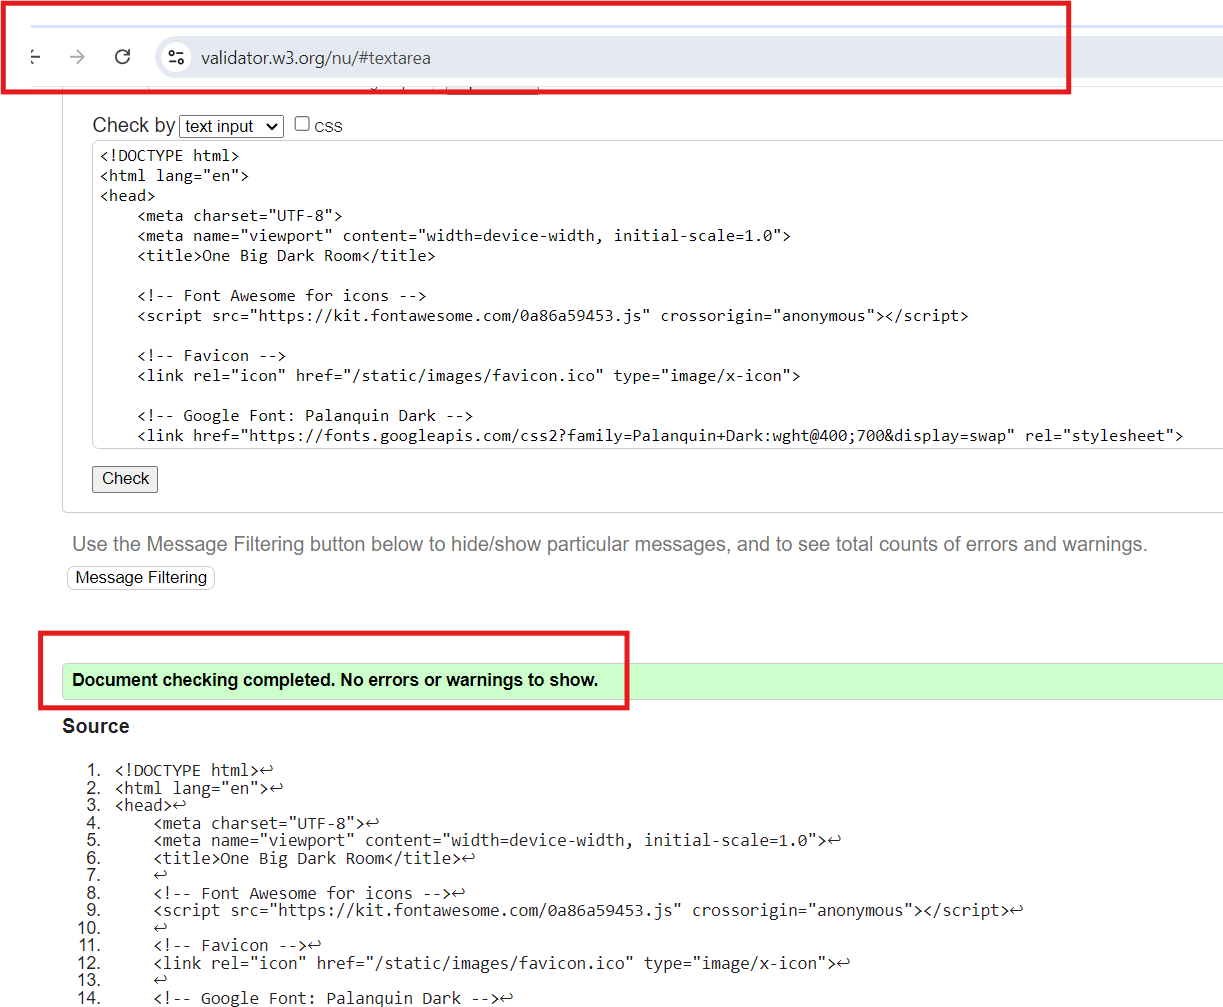 validator.w3.org/nu/#textarea
Check by text input CSS
<!DOCTYPE html>
<html lang="en">
<head>
    <meta charset="UTF-8">
    <meta name="viewport" content="width=device-width, initial-scale=1.0">
    <title>One Big Dark Room</title>
    <!-- Font Awesome for icons -->
    <script src="https://kit.fontawesome.com/0a86a59453.js" crossorigin="anonymous"></script>
    <!-- Favicon -->
    <link rel="icon" href="/static/images/favicon.ico" type="image/x-icon">
    <!-- Google Font: Palanquin Dark -->
    <link href="https://fonts.googleapis.com/css2?family=Palanquin+Dark:wght@400;700&display=swap" rel="stylesheet">
Check
Use the Message Filtering button below to hide/show particular messages, and to see total counts of errors and warnings.
Message Filtering
Document checking completed. No errors or warnings to show.
Source
1. <!DOCTYPE html>↩
2. <html lang="en">↩
3. <head>↩
4.     <meta charset="UTF-8">↩
5.     <meta name="viewport" content="width=device-width, initial-scale=1.0">↩
6.     <title>One Big Dark Room</title>↩
7.     ↩
8.     <!-- Font Awesome for icons -->↩
9.     <script src="https://kit.fontawesome.com/0a86a59453.js" crossorigin="anonymous"></script>↩
10.     ↩
11.     <!-- Favicon -->↩
12.     <link rel="icon" href="/static/images/favicon.ico" type="image/x-icon">↩
13.     ↩
14.     <!-- Google Font: Palanquin Dark -->↩